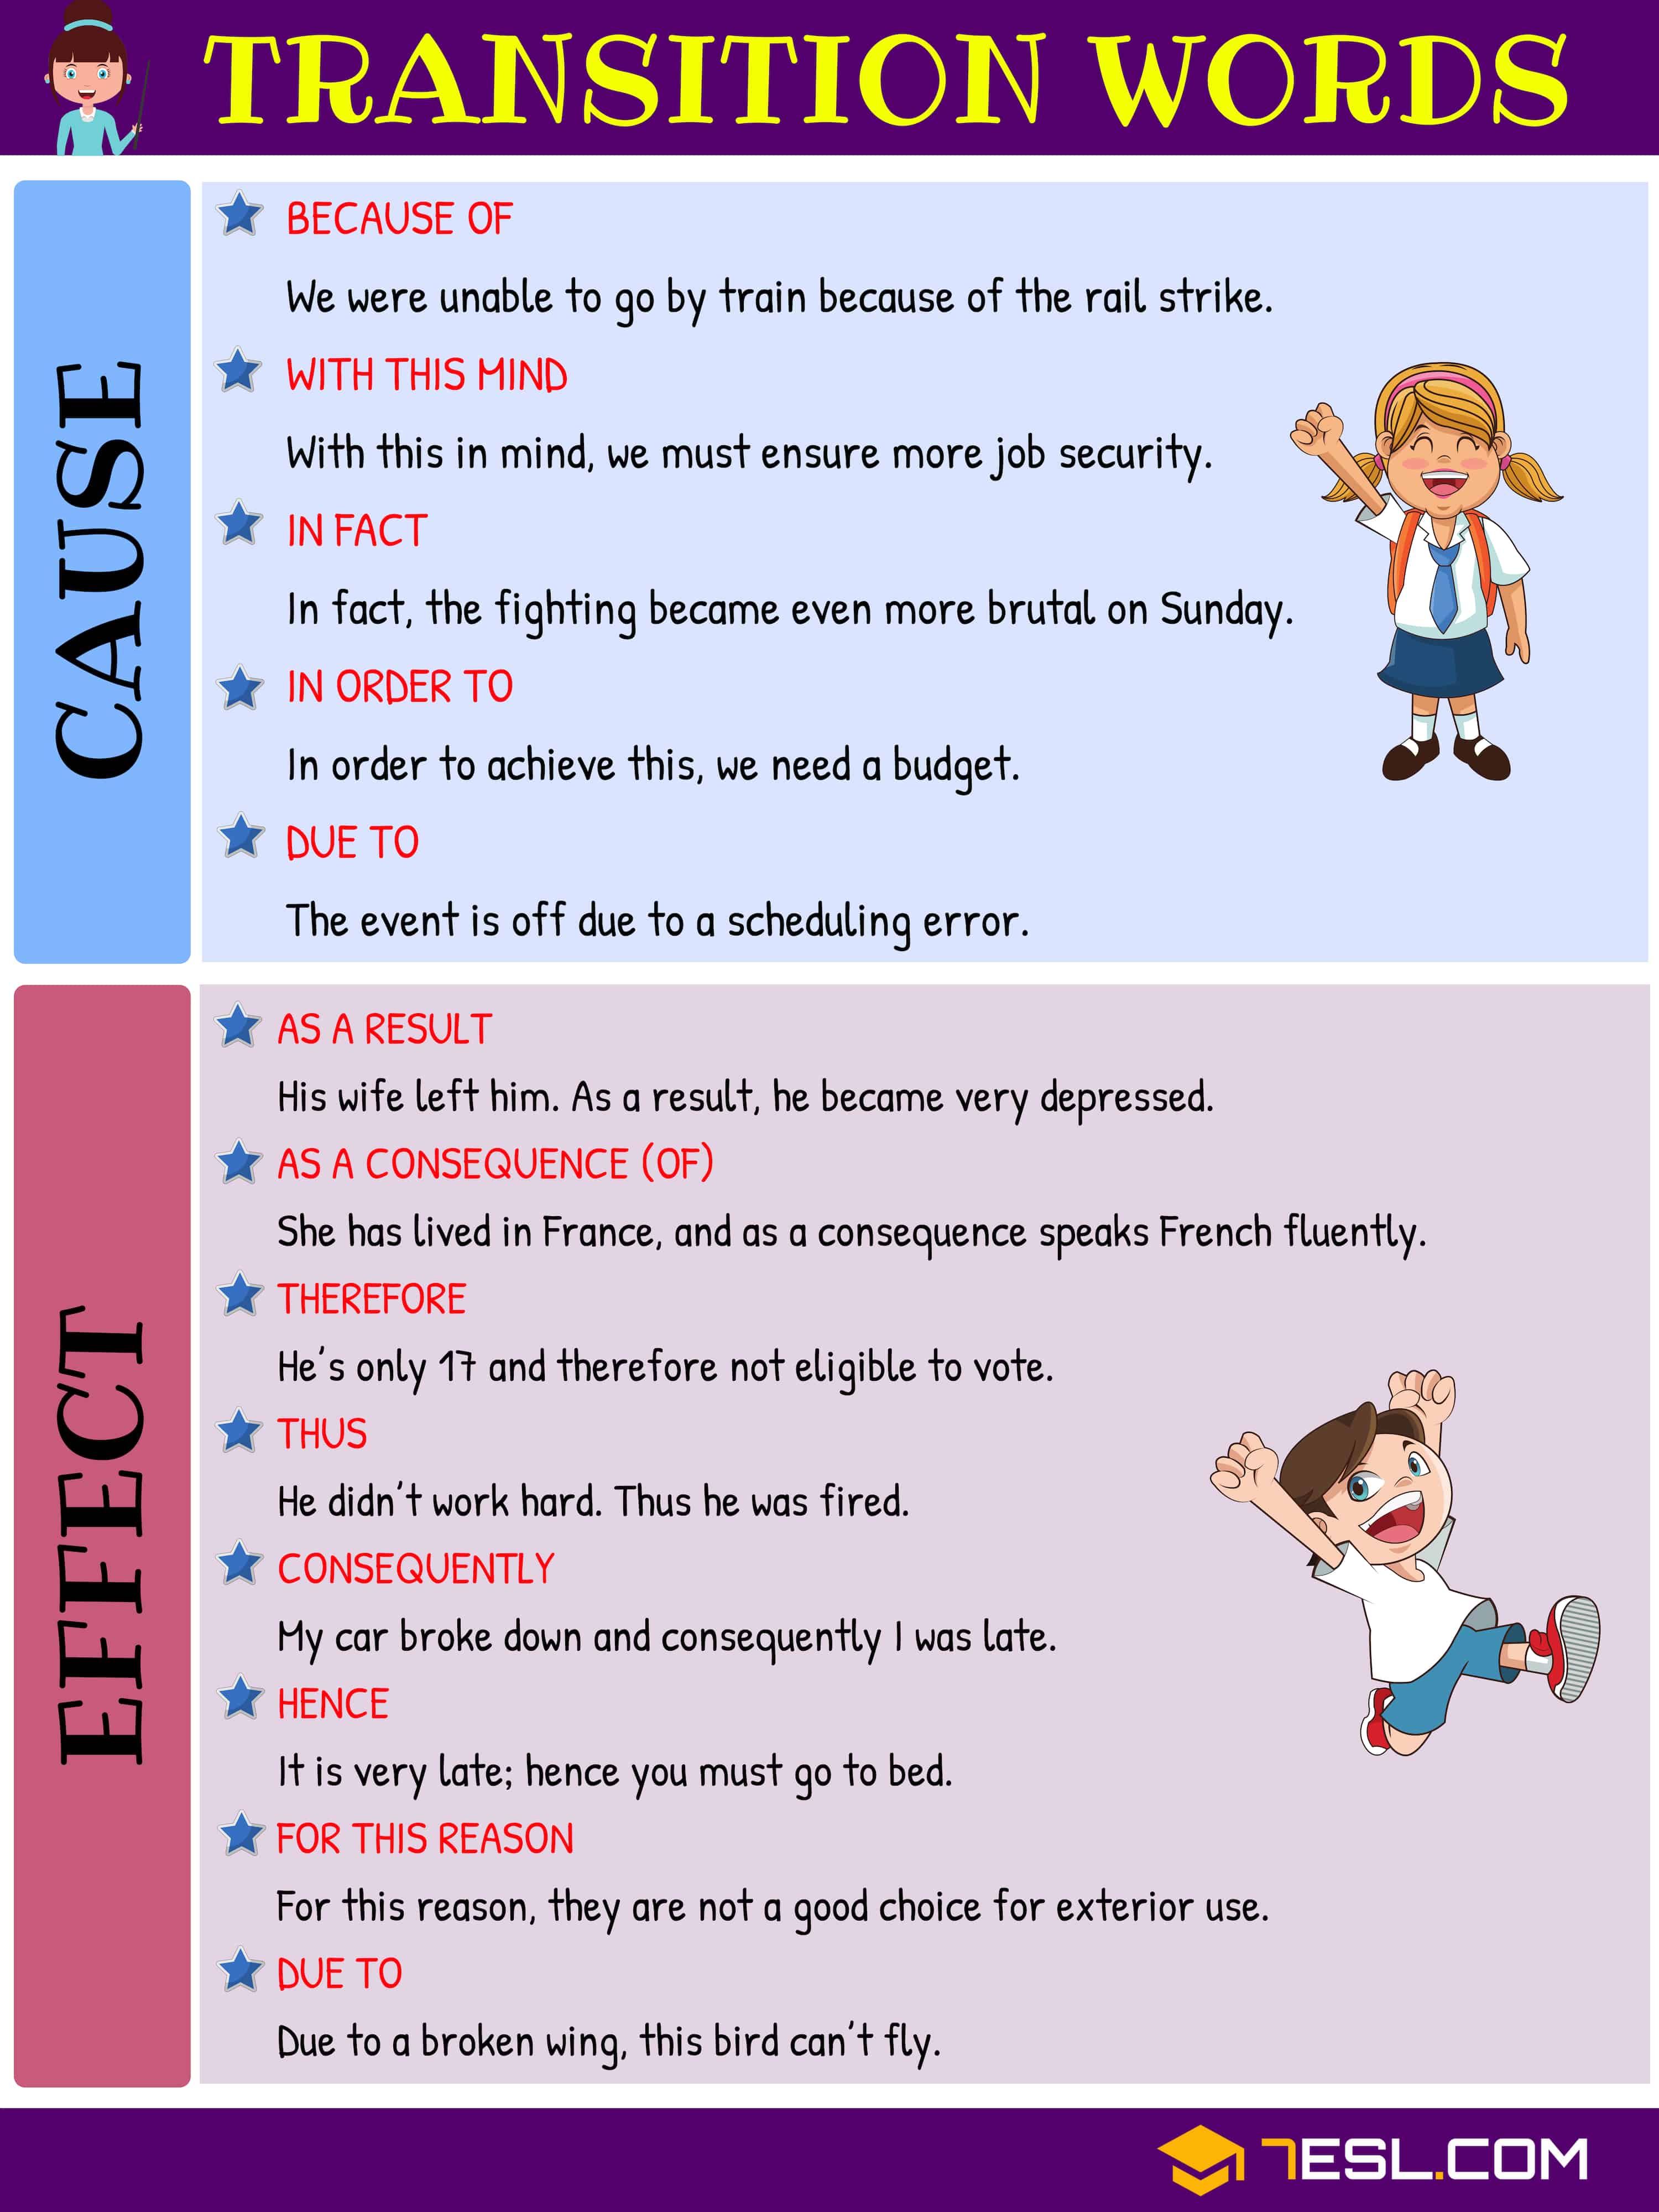 TRANSITION WORDS
CAUSE
BECAUSE OF
We were unable to go by train because of the rail strike.
WITH THIS MIND
With this in mind, we must ensure more job security.
IN FACT
In fact, the fighting became even more brutal on Sunday.
IN ORDER TO
In order to achieve this, we need a budget.
DUE TO
The event is off due to a scheduling error.
EFFECT
AS A RESULT
His wife left him. As a result, he became very depressed.
AS A CONSEQUENCE (OF)
She has lived in France, and as a consequence speaks French fluently.
THEREFORE
He's only 17 and therefore not eligible to vote.
THUS
He didn't work hard. Thus he was fired.
CONSEQUENTLY
My car broke down and consequently I was late.
HENCE
It is very late; hence you must go to bed.
FOR THIS REASON
For this reason, they are not a good choice for exterior use.
DUE TO
Due to a broken wing, this bird can't fly.
7ESL.COM